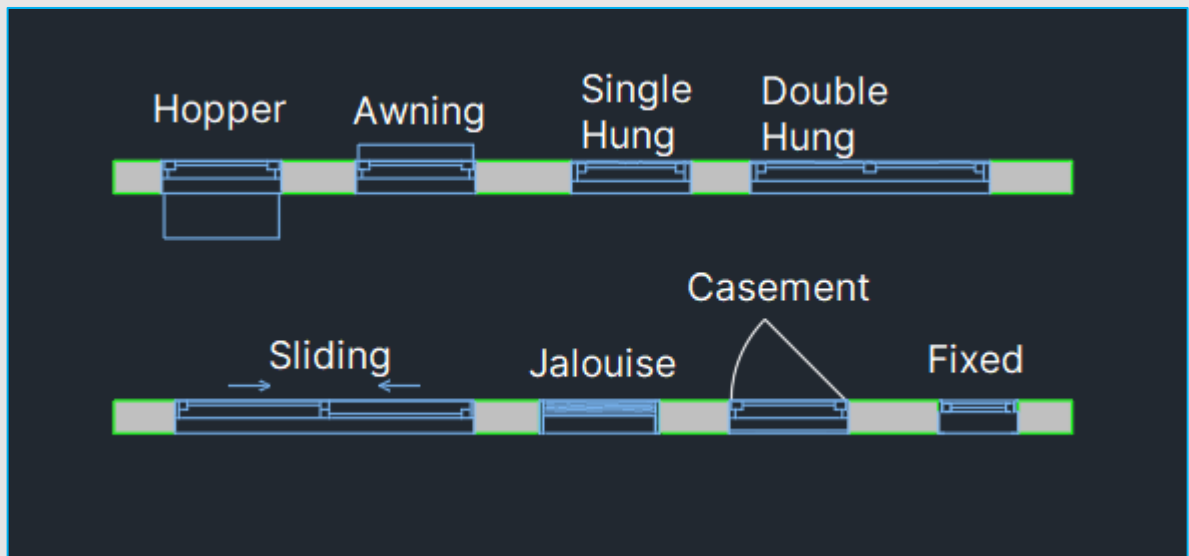 Hopper
Awning
Single
Hung
Double
Hung
Sliding
Jalouise
Casement
Fixed